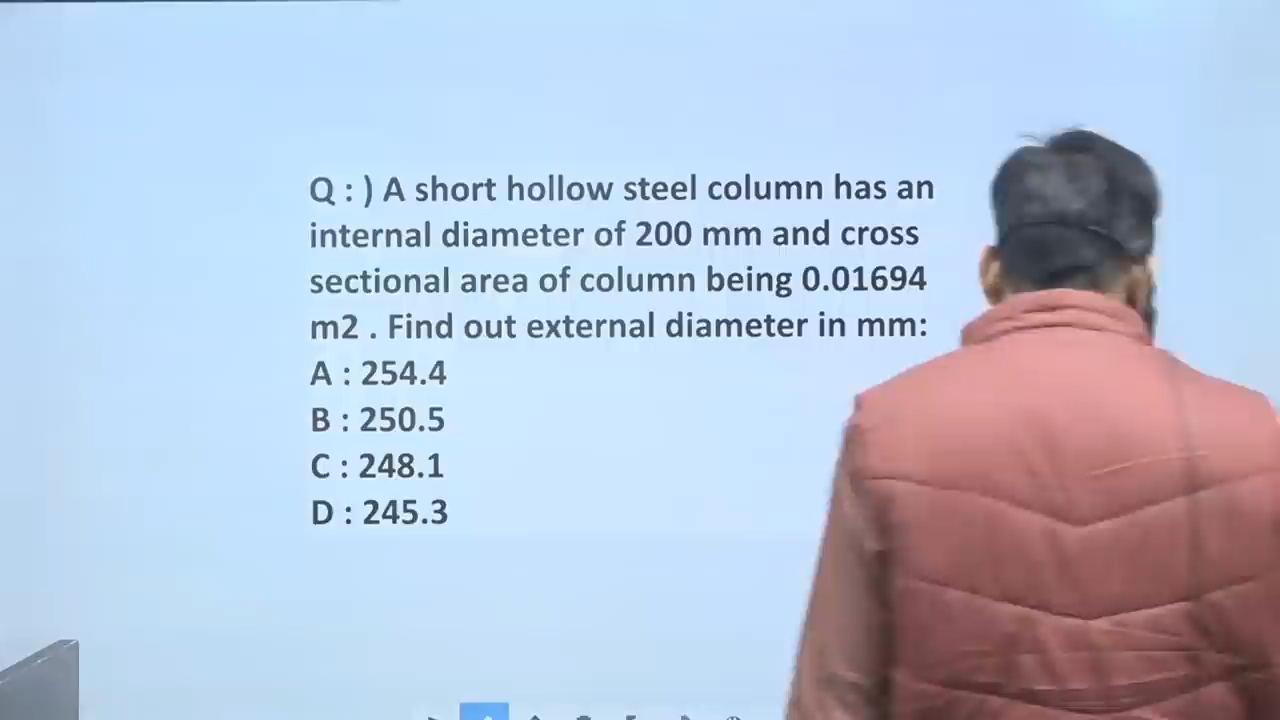 Q : ) A short hollow steel column has an
internal diameter of 200 mm and cross
sectional area of column being 0.01694
m2 . Find out external diameter in mm:
A : 254.4
B : 250.5
C : 248.1
D : 245.3